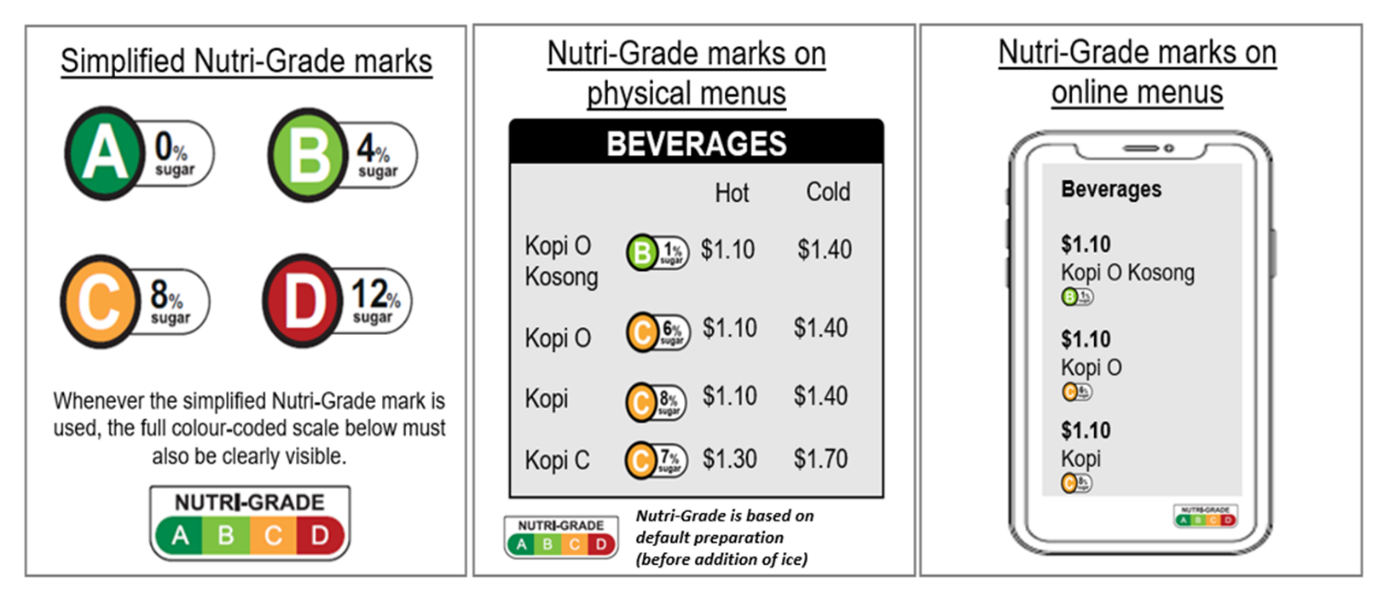 Simplified Nutri-Grade marks
A 0% sugar
B 4% sugar
C 8% sugar
D 12% sugar
Whenever the simplified Nutri-Grade mark is
used, the full colour-coded scale below must
also be clearly visible.
NUTRI-GRADE
A B C D
Nutri-Grade marks on
physical menus
BEVERAGES
Hot Cold
Kopi O
Kosong
B 1% sugar $1.10 $1.40
Kopi O C 6% sugar $1.10 $1.40
Kopi C 8% sugar $1.10 $1.40
Kopi C C 7% sugar $1.30 $1.70
NUTRI-GRADE
A B C D
Nutri-Grade is based on
default preparation
(before addition of ice)
Nutri-Grade marks on
online menus
Beverages
$1.10
Kopi O Kosong
B 1%
$1.10
Kopi O
C 6%
$1.10
Kopi
C 8%
NUTRI-GRADE
A B C D